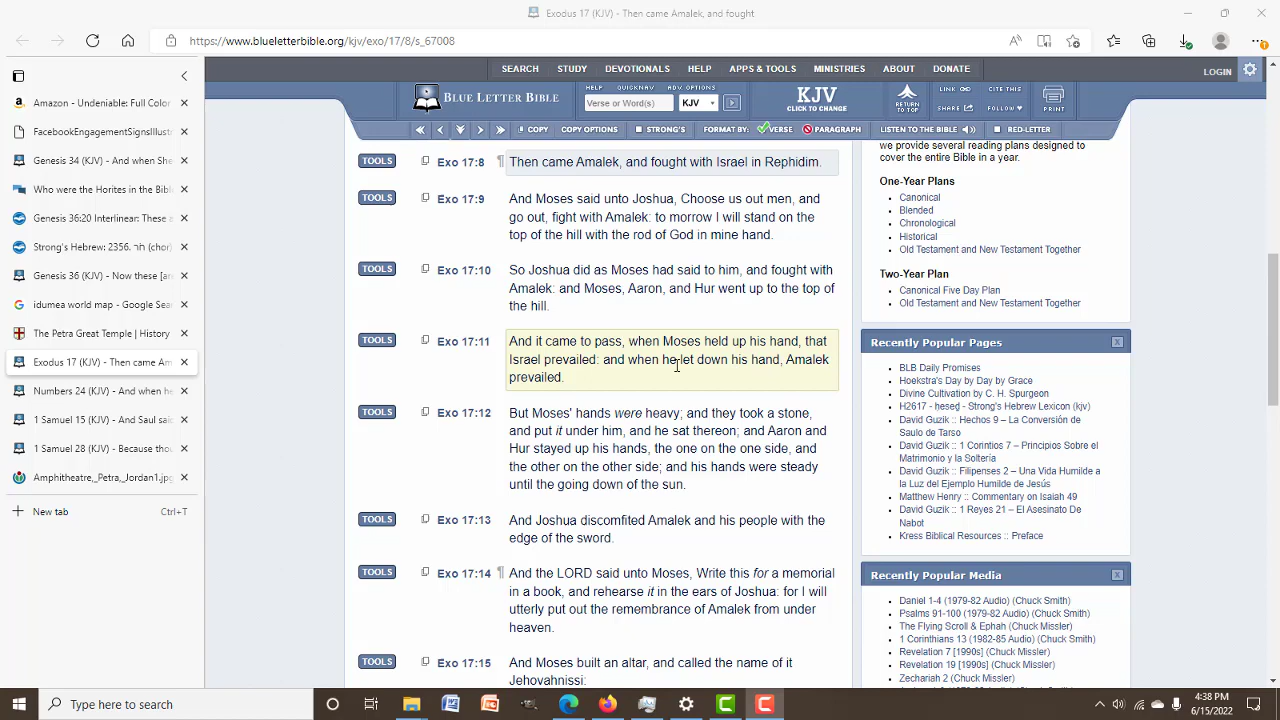 Exodus 17 (KJV) - Then came Amalek, and fought
https://www.blueletterbible.org/kjv/exo/17/8/s_67008
Amazon - Undeniable: Full Color
FacebookEngagementSignsIllust
Genesis 34 (KJV) - And when She
Who were the Horites in the Bib
Genesis 36:20 Interlinear: These a
Strong's Hebrew: 2356. חֹר (chor)
Genesis 36 (KJV) - Now these [an
idumea world map - Google Sear
The Petra Great Temple | History
Exodus 17 (KJV) - Then came Am
Numbers 24 (KJV) - And when he
1 Samuel 15 (KJV) - And Saul said
1 Samuel 28 (KJV) - Because thou
Amphitheatre,_Petra_Jordan1.jpg
New tab Ctrl+T
SEARCH STUDY DEVOTIONALS HELP APPS & TOOLS MINISTRIES ABOUT DONATE LOGIN
BLUE LETTER BIBLE
HELP QUICKNAV ADV. OPTIONS
Verse or Word(s) KJV
KJV
CLICK TO CHANGE
RETURN TO TOP
LINK CITE THIS
SHARE FOLLOW
PRINT
COPY COPY OPTIONS STRONG'S FORMAT BY: VERSE PARAGRAPH LISTEN TO THE BIBLE RED-LETTER
TOOLS Exo 17:8 ¶ Then came Amalek, and fought with Israel in Rephidim.
TOOLS Exo 17:9 And Moses said unto Joshua, Choose us out men, and
go out, fight with Amalek: to morrow I will stand on the
top of the hill with the rod of God in mine hand.
TOOLS Exo 17:10 So Joshua did as Moses had said to him, and fought with
Amalek: and Moses, Aaron, and Hur went up to the top of
the hill.
TOOLS Exo 17:11 And it came to pass, when Moses held up his hand, that
Israel prevailed: and when he let down his hand, Amalek
prevailed.
TOOLS Exo 17:12 But Moses' hands were heavy; and they took a stone,
and put it under him, and he sat thereon; and Aaron and
Hur stayed up his hands, the one on the one side, and
the other on the other side; and his hands were steady
until the going down of the sun.
TOOLS Exo 17:13 And Joshua discomfited Amalek and his people with the
edge of the sword.
TOOLS Exo 17:14 ¶ And the LORD said unto Moses, Write this for a memorial
in a book, and rehearse it in the ears of Joshua: for I will
utterly put out the remembrance of Amalek from under
heaven.
TOOLS Exo 17:15 And Moses built an altar, and called the name of it
Jehovahnissi:
we provide several reading plans designed to
cover the entire Bible in a year.
One-Year Plans
Canonical
Blended
Chronological
Historical
Old Testament and New Testament Together
Two-Year Plan
Canonical Five Day Plan
Old Testament and New Testament Together
Recently Popular Pages
BLB Daily Promises
Hoekstra's Day by Day by Grace
Divine Cultivation by C. H. Spurgeon
H2617 - hesed - Strong's Hebrew Lexicon (kjv)
David Guzik :: Hechos 9 – La Conversión de
Saulo de Tarso
David Guzik :: 1 Corintios 7 – Principios Sobre el
Matrimonio y la Soltería
David Guzik :: Filipenses 2 – Una Vida Humilde a
la Luz del Ejemplo Humilde de Jesús
Matthew Henry :: Commentary on Isaiah 49
David Guzik :: 1 Reyes 21 – El Asesinato De
Nabot
Kress Biblical Resources :: Preface
Recently Popular Media
Daniel 1-4 (1979-82 Audio) (Chuck Smith)
Psalms 91-100 (1979-82 Audio) (Chuck Smith)
The Flying Scroll & Ephah (Chuck Missler)
1 Corinthians 13 (1982-85 Audio) (Chuck Smith)
Revelation 7 [1990s] (Chuck Missler)
Revelation 19 [1990s] (Chuck Missler)
Zechariah 2 (Chuck Missler)
Type here to search
4:38 PM
6/15/2022